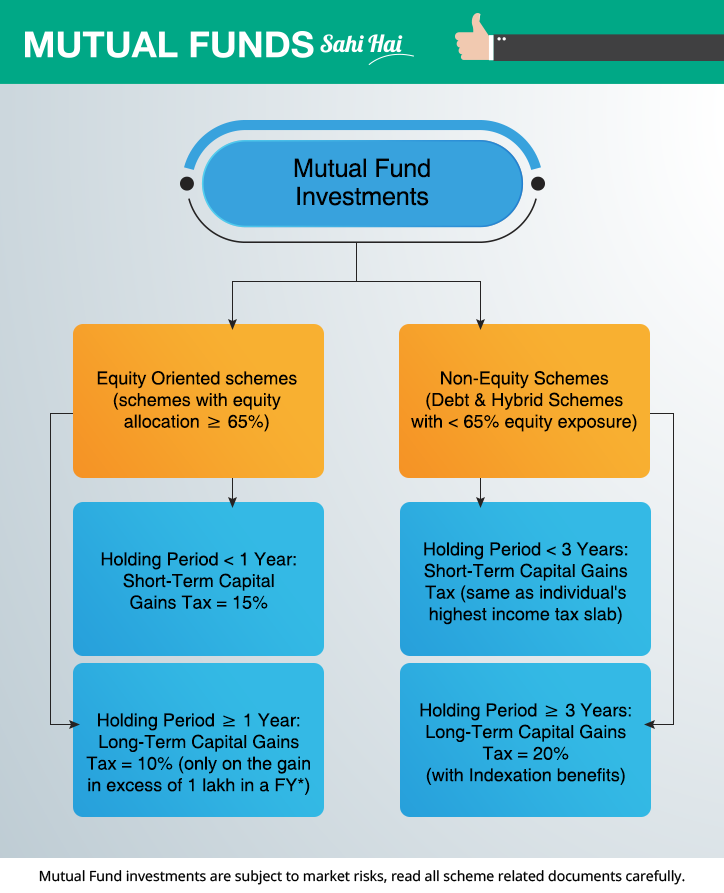 MUTUAL FUNDS Sahi Hai
Mutual Fund
Investments
Equity Oriented schemes
(schemes with equity
allocation ≥ 65%)
Non-Equity Schemes
(Debt & Hybrid Schemes
with < 65% equity exposure)
Holding Period < 1 Year:
Short-Term Capital
Gains Tax = 15%
Holding Period < 3 Years:
Short-Term Capital Gains
Tax (same as individual's
highest income tax slab)
Holding Period ≥ 1 Year:
Long-Term Capital Gains
Tax = 10% (only on the gain
in excess of 1 lakh in a FY*)
Holding Period ≥ 3 Years:
Long-Term Capital Gains
Tax = 20%
(with Indexation benefits)
Mutual Fund investments are subject to market risks, read all scheme related documents carefully.